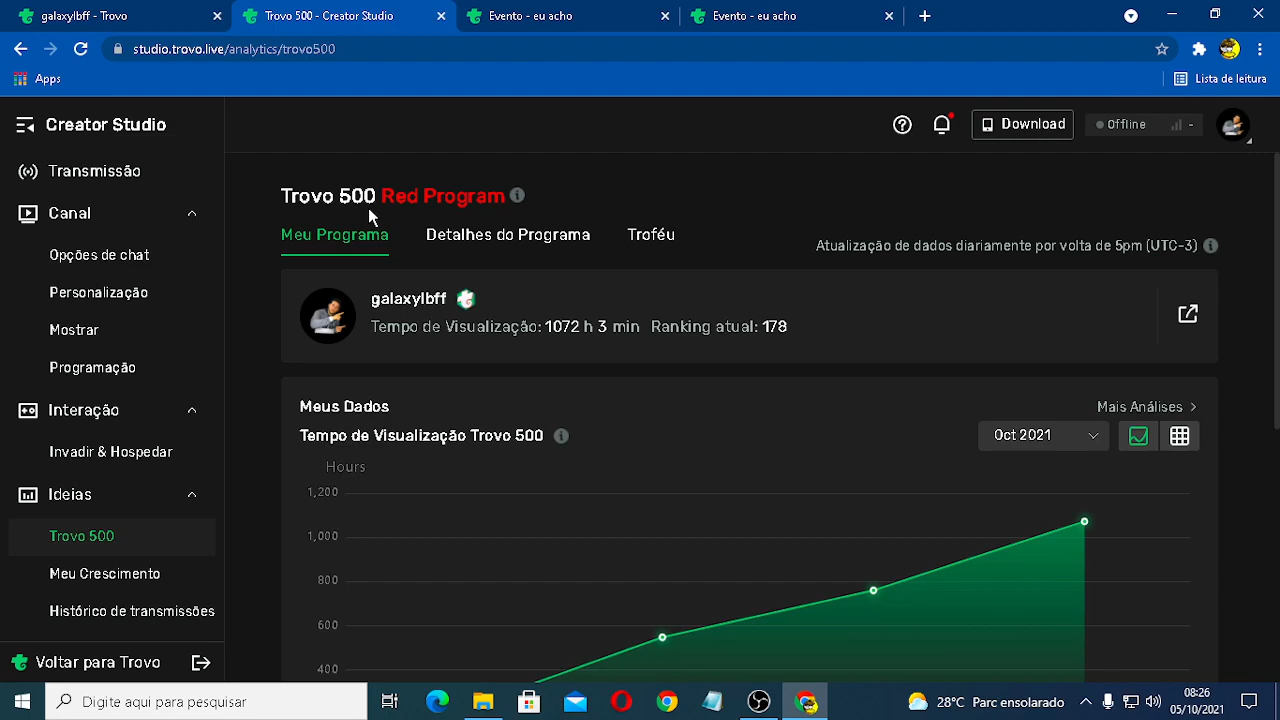 galaxylbff - Trovo
Trovo 500 - Creator Studio
Evento - eu acho
Evento - eu acho
studio.trovo.live/analytics/trovo500
Apps
Lista de leitura
Creator Studio
Download
Offline
-
Transmissão
Canal
Opções de chat
Personalização
Mostrar
Programação
Interação
Invadir & Hospedar
Ideias
Trovo 500
Meu Crescimento
Histórico de transmissões
Voltar para Trovo
Trovo 500 Red Program
Meu Programa
Detalhes do Programa
Troféu
Atualização de dados diariamente por volta de 5pm (UTC-3)
galaxylbff
Tempo de Visualização: 1072 h 3 min Ranking atual: 178
Meus Dados
Mais Análises >
Tempo de Visualização Trovo 500
Oct 2021
Hours
1,200
1,000
800
600
400
Digite aqui para pesquisar
28°C Parc ensolarado
08:26
05/10/2021